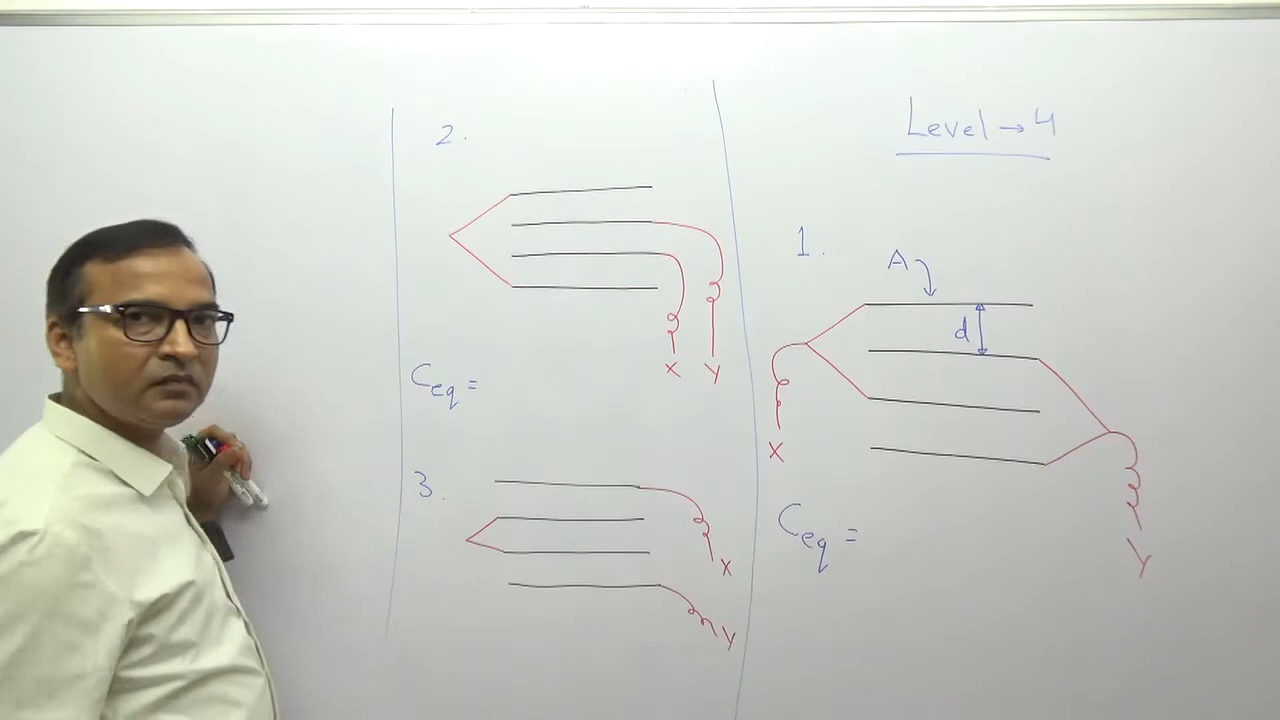 Level → 4
1.
A
d
X
Y
Ceq =
2.
X Y
Ceq =
3.
X
Y